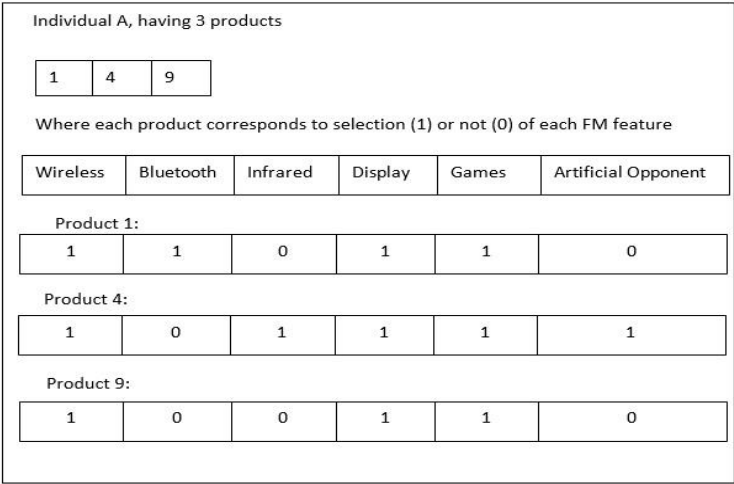 Individual A, having 3 products
1 4 9
Where each product corresponds to selection (1) or not (0) of each FM feature
Wireless Bluetooth Infrared Display Games Artificial Opponent
Product 1:
1 1 0 1 1 0
Product 4:
1 0 1 1 1 1
Product 9:
1 0 0 1 1 0